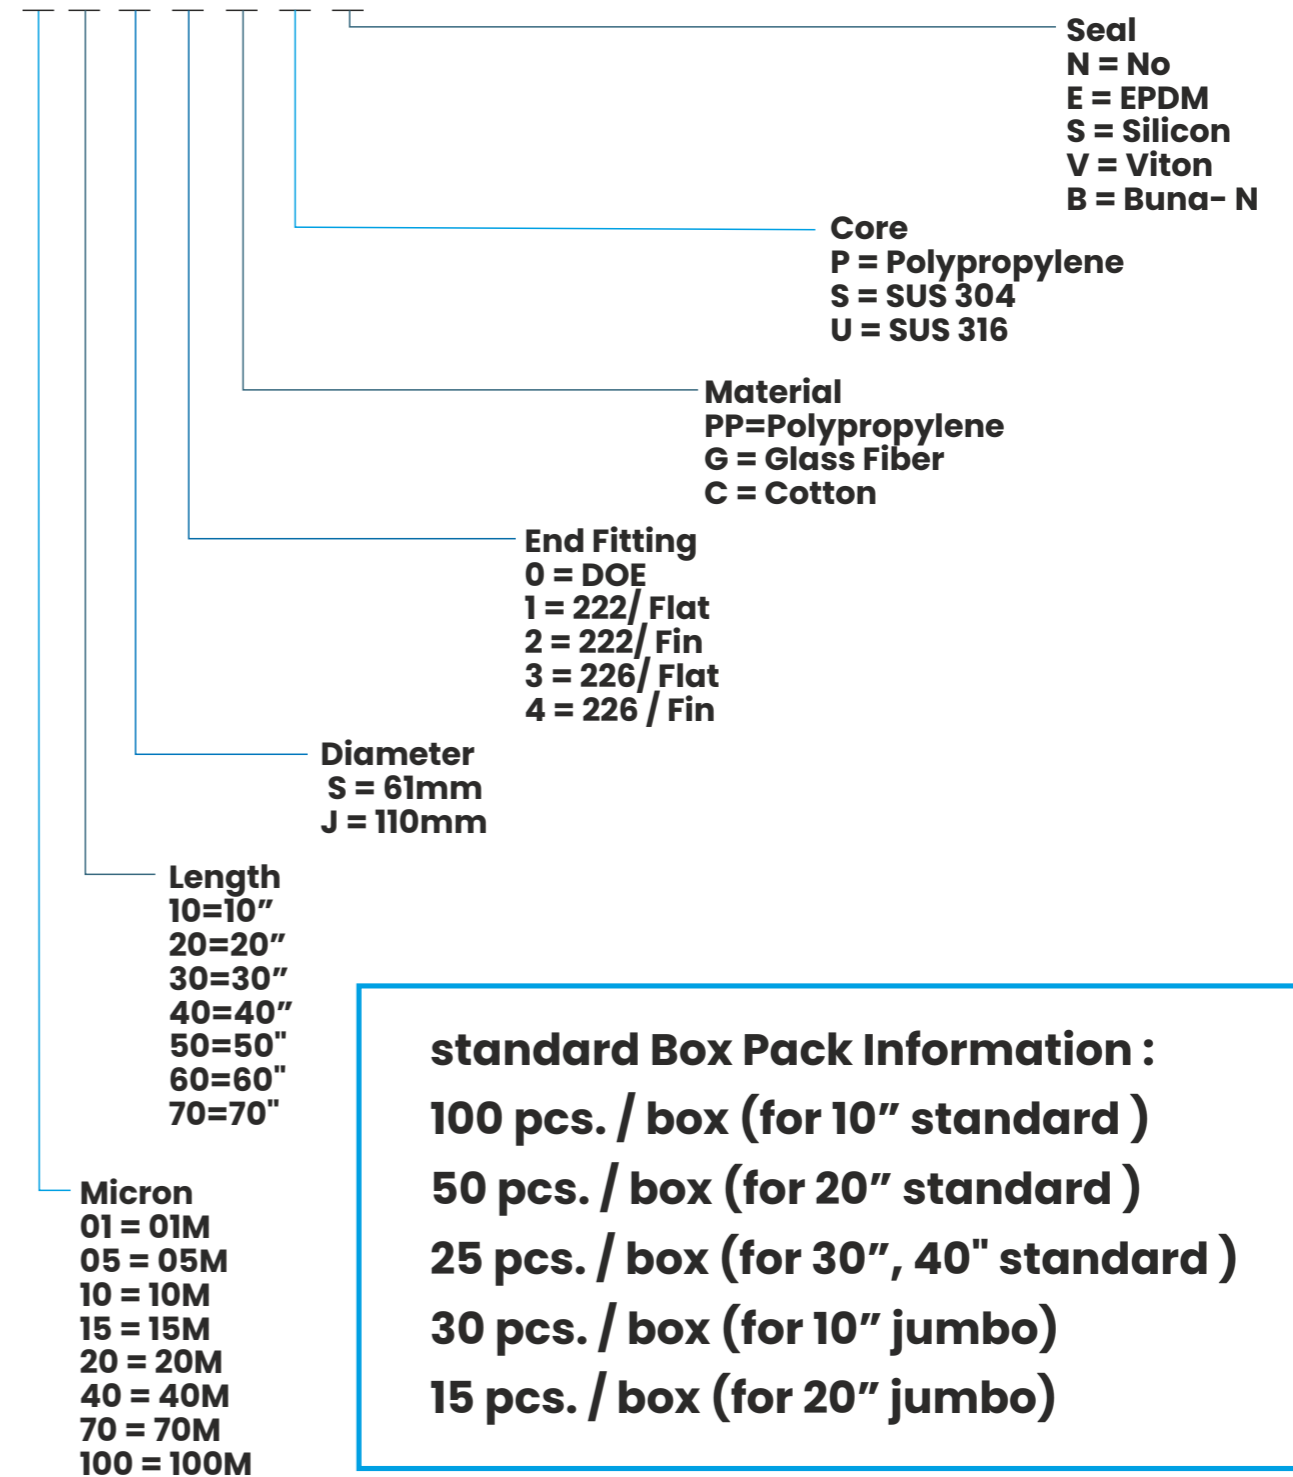 Seal
N = No
E = EPDM
S = Silicon
V = Viton
B = Buna- N
Core
P = Polypropylene
S = SUS 304
U = SUS 316
Material
PP=Polypropylene
G = Glass Fiber
C = Cotton
End Fitting
0 = DOE
1 = 222/ Flat
2 = 222/ Fin
3 = 226/ Flat
4 = 226 / Fin
Diameter
S = 61mm
J = 110mm
Length
10=10”
20=20”
30=30”
40=40”
50=50"
60=60"
70=70"
Micron
01 = 01M
05 = 05M
10 = 10M
15 = 15M
20 = 20M
40 = 40M
70 = 70M
100 = 100M
standard Box Pack Information :
100 pcs. / box (for 10” standard )
50 pcs. / box (for 20” standard )
25 pcs. / box (for 30”, 40" standard )
30 pcs. / box (for 10” jumbo)
15 pcs. / box (for 20” jumbo)